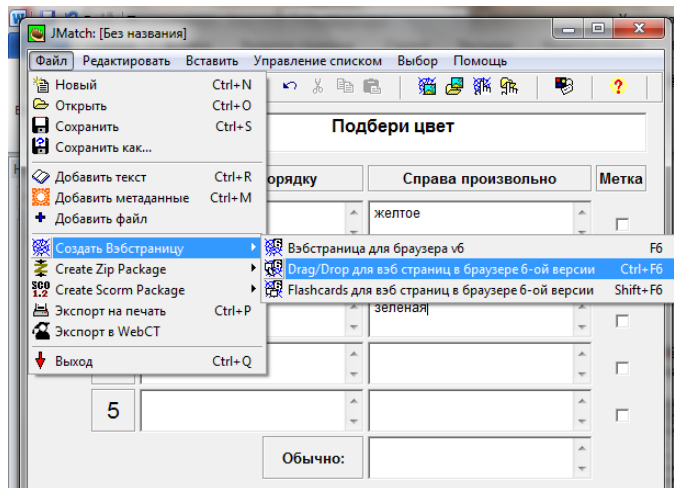 JMatch: [Без названия]
Файл Редактировать Вставить Управление списком Выбор Помощь
Новый Ctrl+N
Открыть Ctrl+O
Сохранить Ctrl+S
Сохранить как...
Подбери цвет
Добавить текст Ctrl+R
Добавить метаданные Ctrl+M
Добавить файл
орядку Справа произвольно Метка
желтое
Создать Вэбстраницу
Вэбстраница для браузера v6 F6
Create Zip Package
Drag/Drop для вэб страниц в браузере 6-ой версии Ctrl+F6
SCO 1.2 Create Scorm Package
Flashcards для вэб страниц в браузере 6-ой версии Shift+F6
Экспорт на печать Ctrl+P
зеленая
Экспорт в WebCT
Выход Ctrl+Q
5
Обычно: